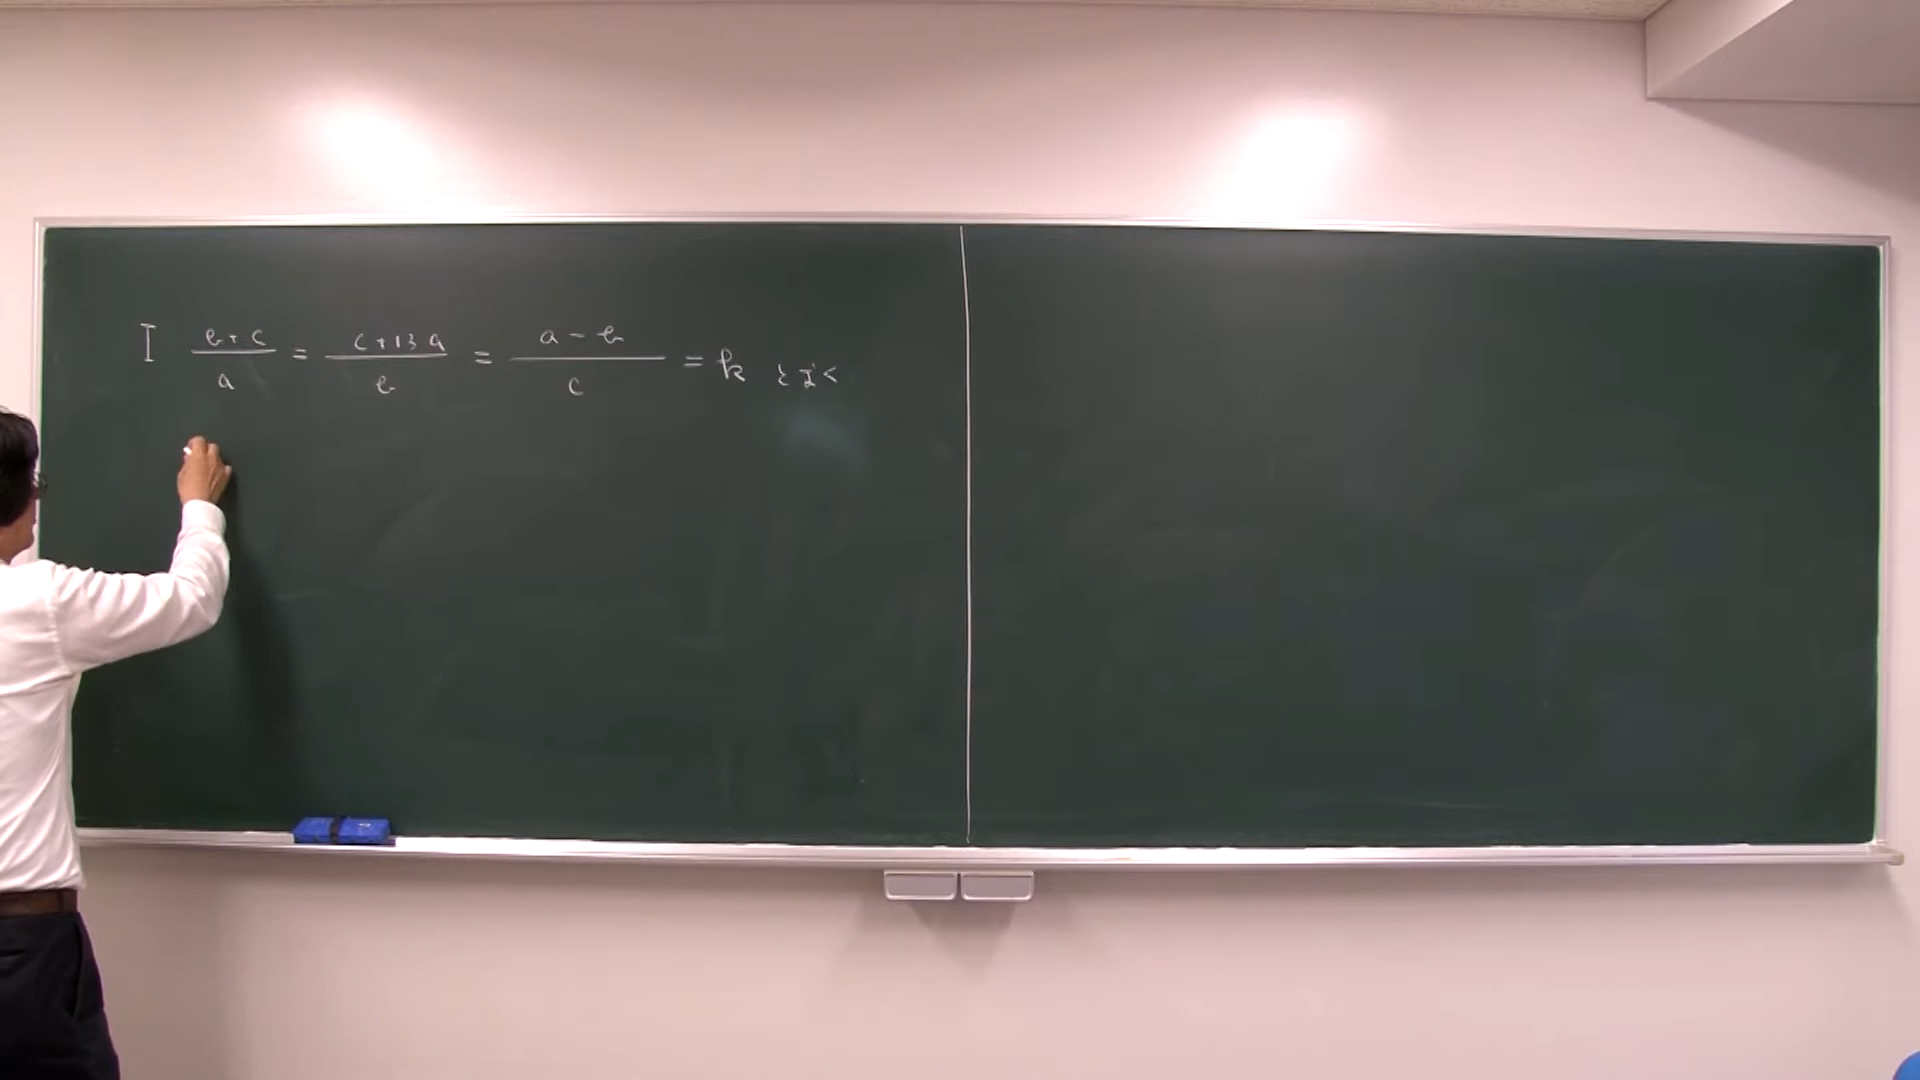 I (b+c)/a = (c+13a)/b = (a-b)/c = k とおく